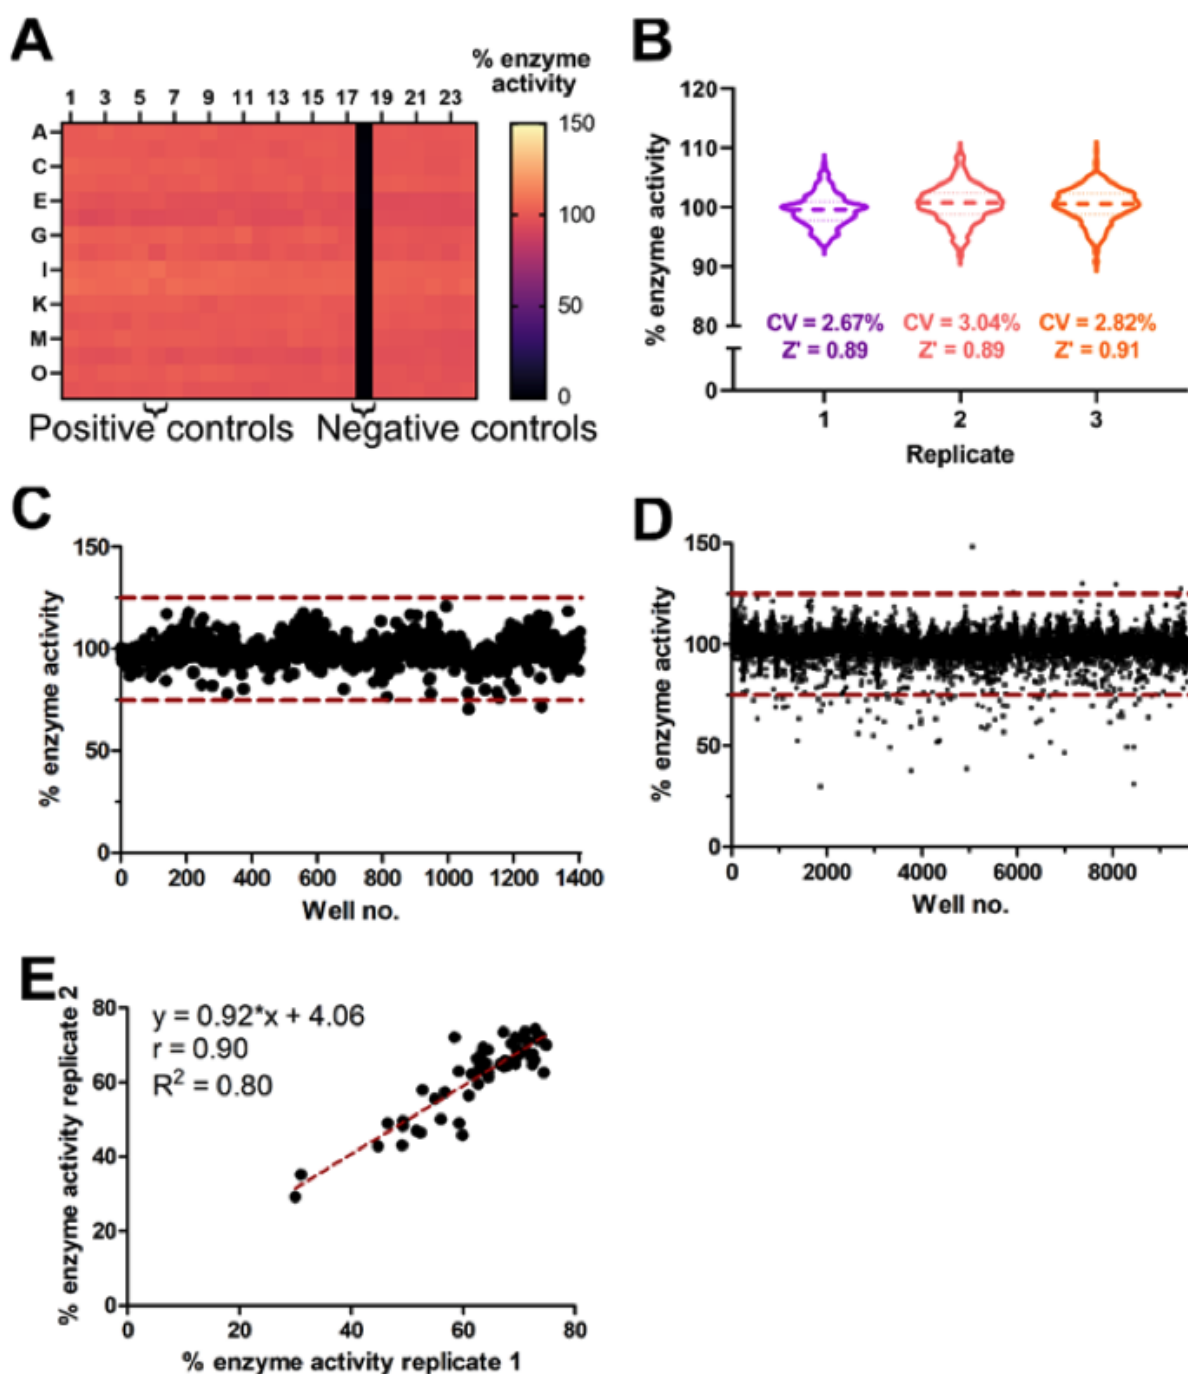 A
% enzyme
activity
1 3 5 7 9 11 13 15 17 19 21 23
A
C
E
G
I
K
M
O
150
100
50
0
Positive controls
Negative controls
B
% enzyme activity
120
110
100
90
80
0
CV = 2.67%
Z' = 0.89
CV = 3.04%
Z' = 0.89
CV = 2.82%
Z' = 0.91
1 2 3
Replicate
C
% enzyme activity
150
100
50
0
0 200 400 600 800 1000 1200 1400
Well no.
D
% enzyme activity
150
100
50
0
0 2000 4000 6000 8000
Well no.
E
% enzyme activity replicate 2
80
60
40
20
0
y = 0.92*x + 4.06
r = 0.90
R² = 0.80
0 20 40 60 80
% enzyme activity replicate 1